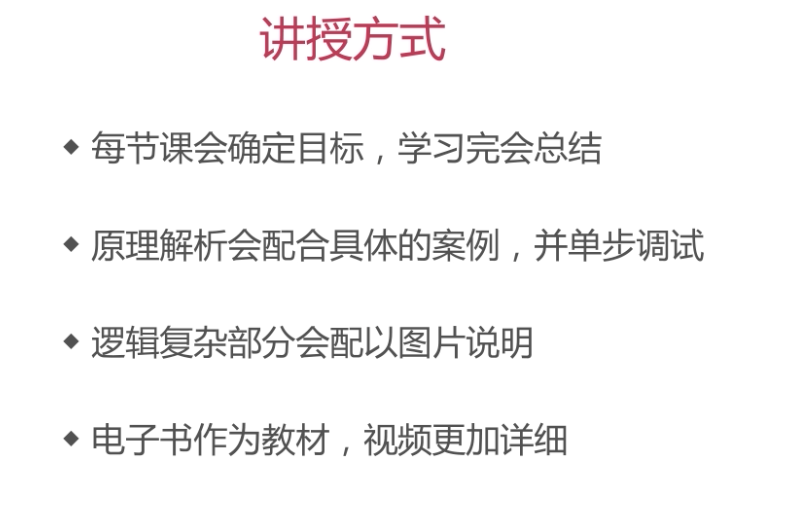 讲授方式
◆ 每节课会确定目标，学习完会总结
◆ 原理解析会配合具体的案例，并单步调试
◆ 逻辑复杂部分会配以图片说明
◆ 电子书作为教材，视频更加详细